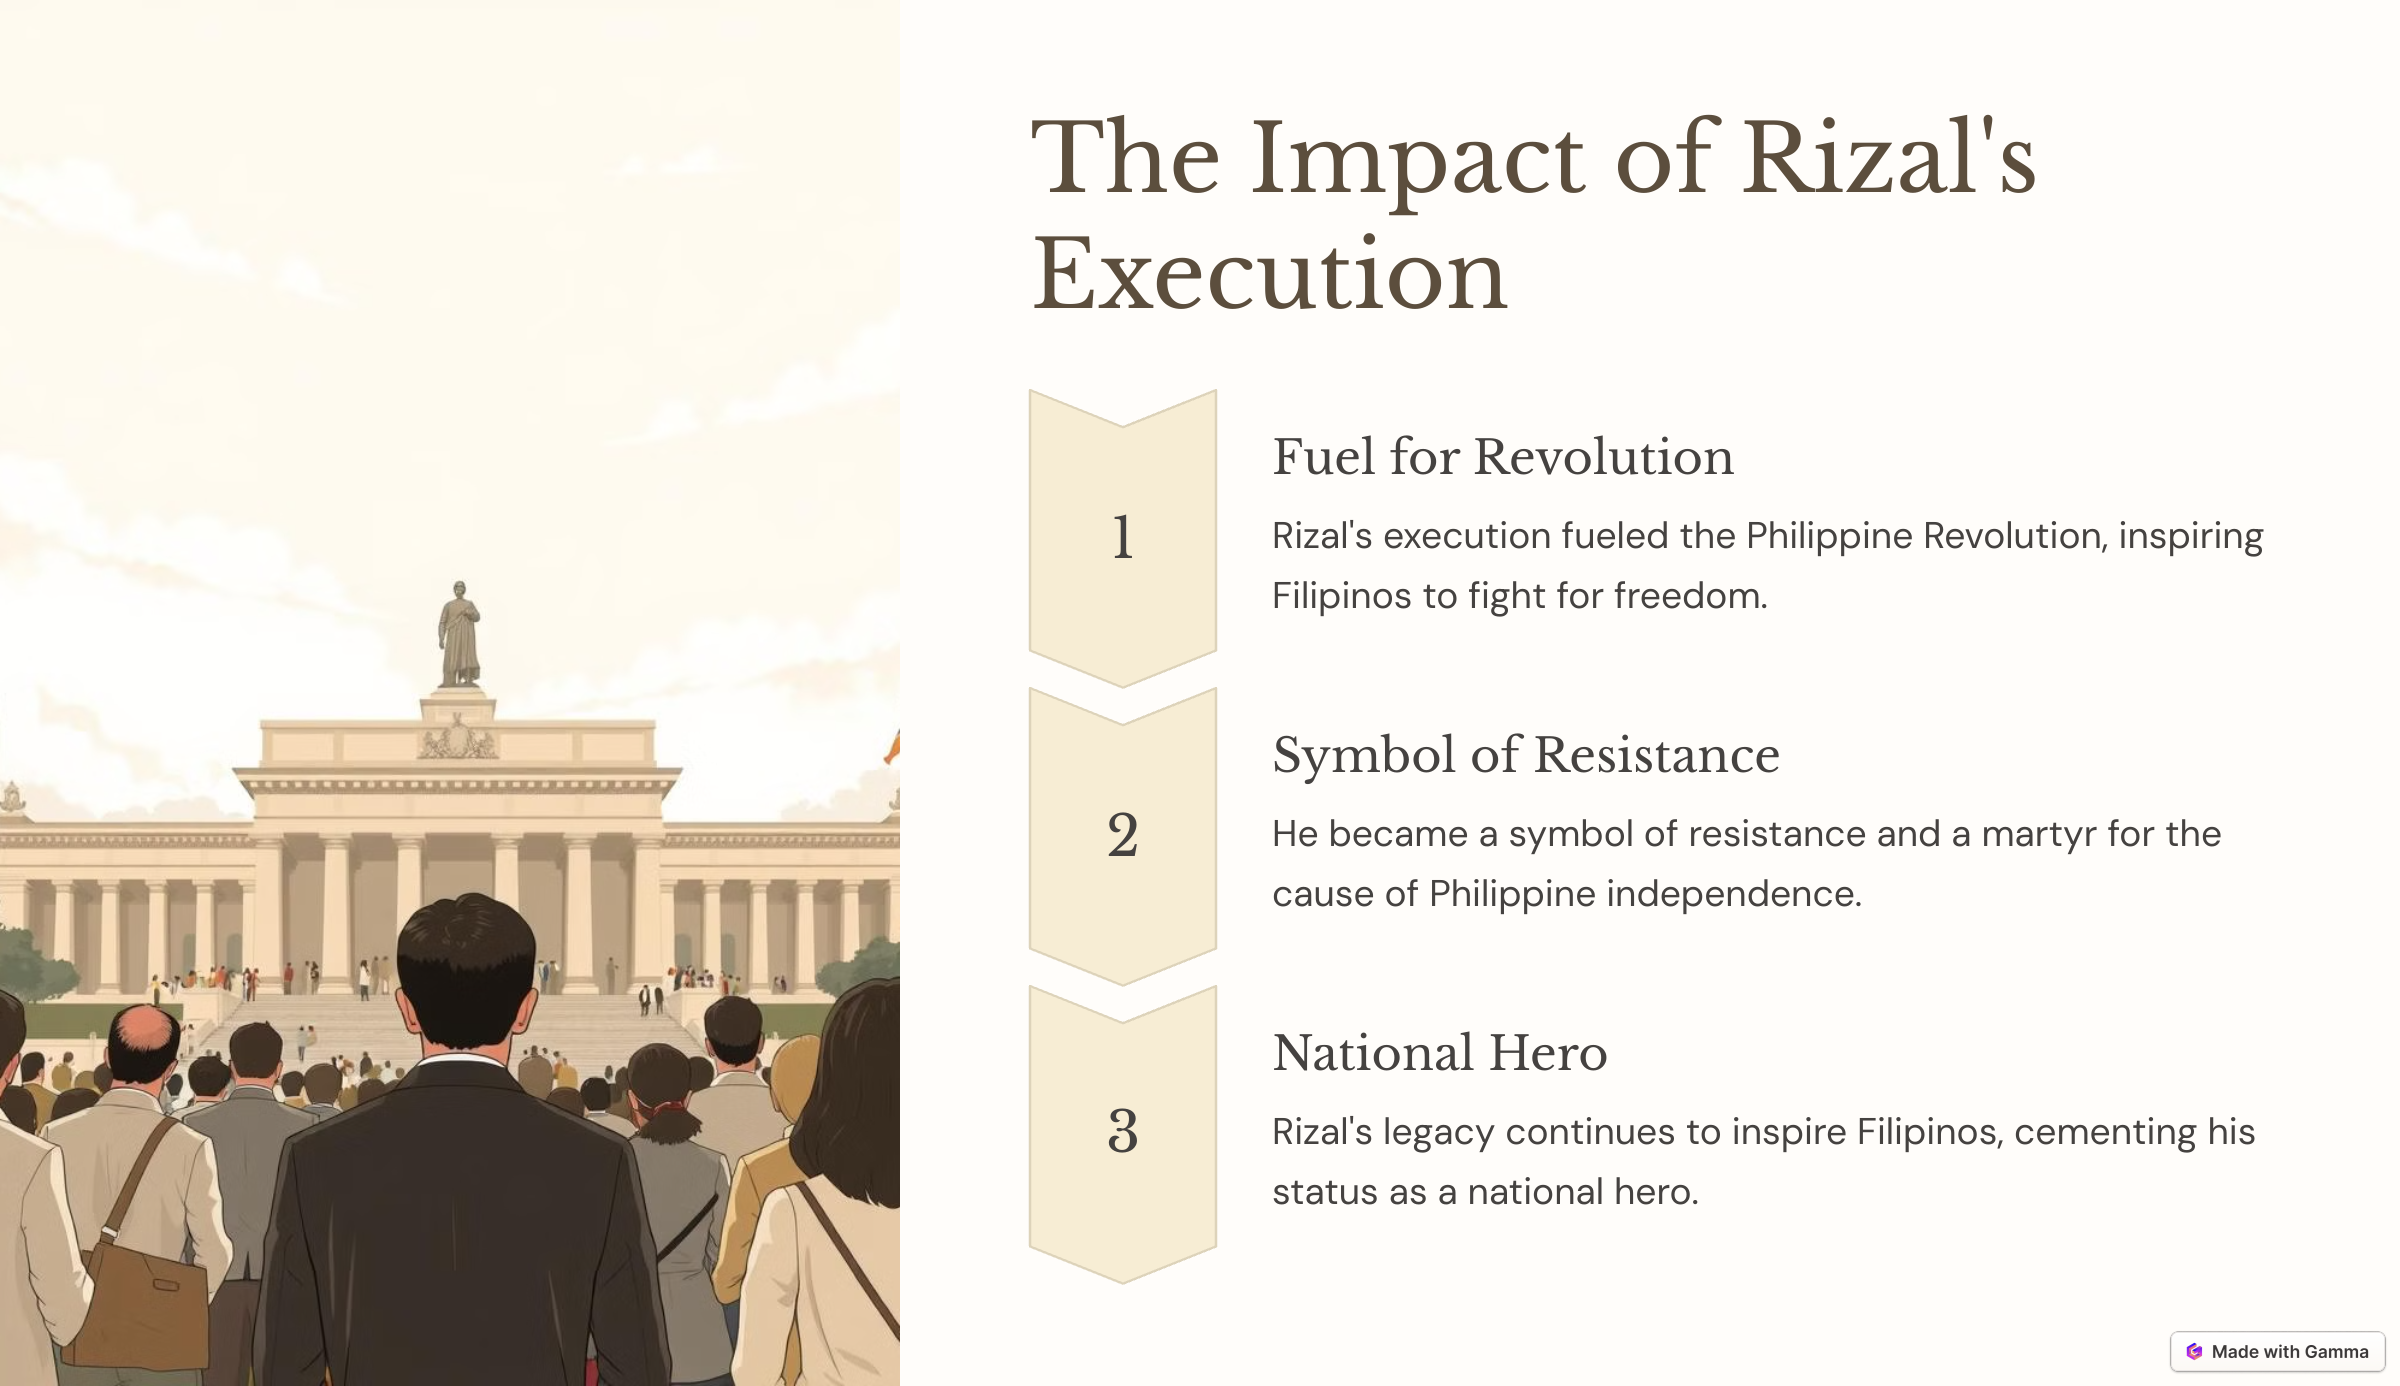 The Impact of Rizal's
Execution
1
Fuel for Revolution
Rizal's execution fueled the Philippine Revolution, inspiring
Filipinos to fight for freedom.
2
Symbol of Resistance
He became a symbol of resistance and a martyr for the
cause of Philippine independence.
3
National Hero
Rizal's legacy continues to inspire Filipinos, cementing his
status as a national hero.
Made with Gamma